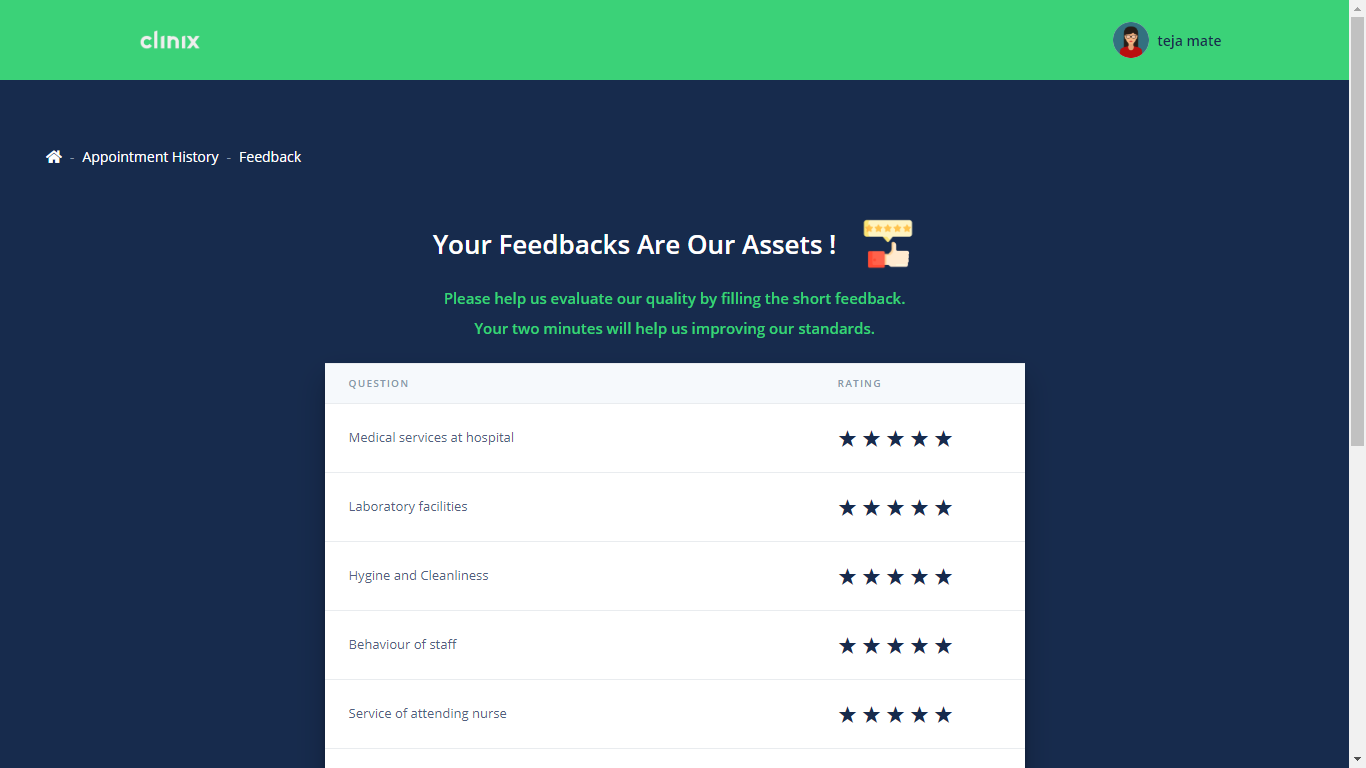 clinix
teja mate
- Appointment History - Feedback
Your Feedbacks Are Our Assets !
Please help us evaluate our quality by filling the short feedback.
Your two minutes will help us improving our standards.
QUESTION RATING
Medical services at hospital ★ ★ ★ ★ ★
Laboratory facilities ★ ★ ★ ★ ★
Hygine and Cleanliness ★ ★ ★ ★ ★
Behaviour of staff ★ ★ ★ ★ ★
Service of attending nurse ★ ★ ★ ★ ★